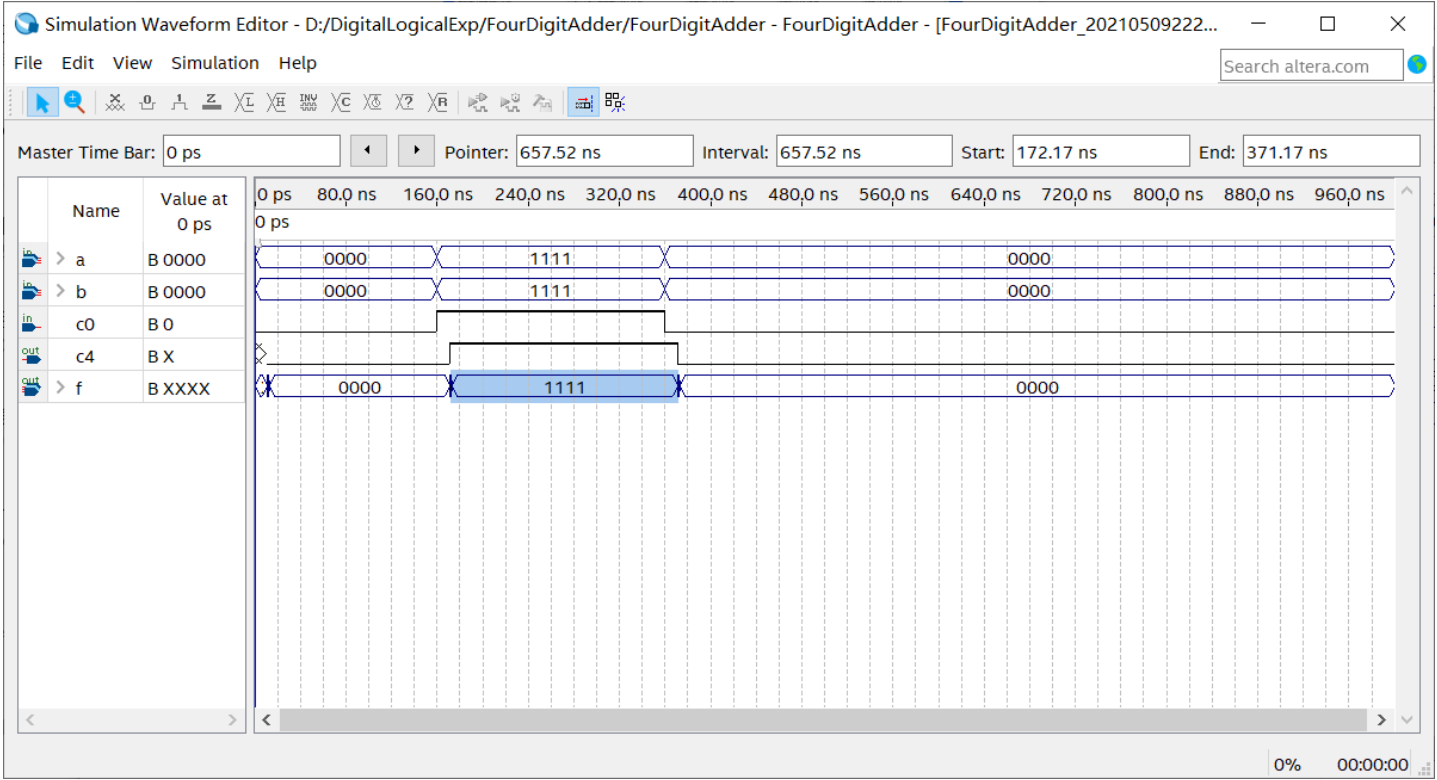 Simulation Waveform Editor - D:/DigitalLogicalExp/FourDigitAdder/FourDigitAdder - FourDigitAdder - [FourDigitAdder_20210509222...
File Edit View Simulation Help
Search altera.com
Master Time Bar: 0 ps Pointer: 657.52 ns Interval: 657.52 ns Start: 172.17 ns End: 371.17 ns
Name Value at 0 ps
0 ps 80.0 ns 160.0 ns 240.0 ns 320.0 ns 400.0 ns 480.0 ns 560.0 ns 640.0 ns 720.0 ns 800.0 ns 880.0 ns 960.0 ns
0 ps
in a B 0000 0000 1111 0000
in b B 0000 0000 1111 0000
in c0 B 0
out c4 B X
out f B XXXX 0000 1111 0000
0% 00:00:00